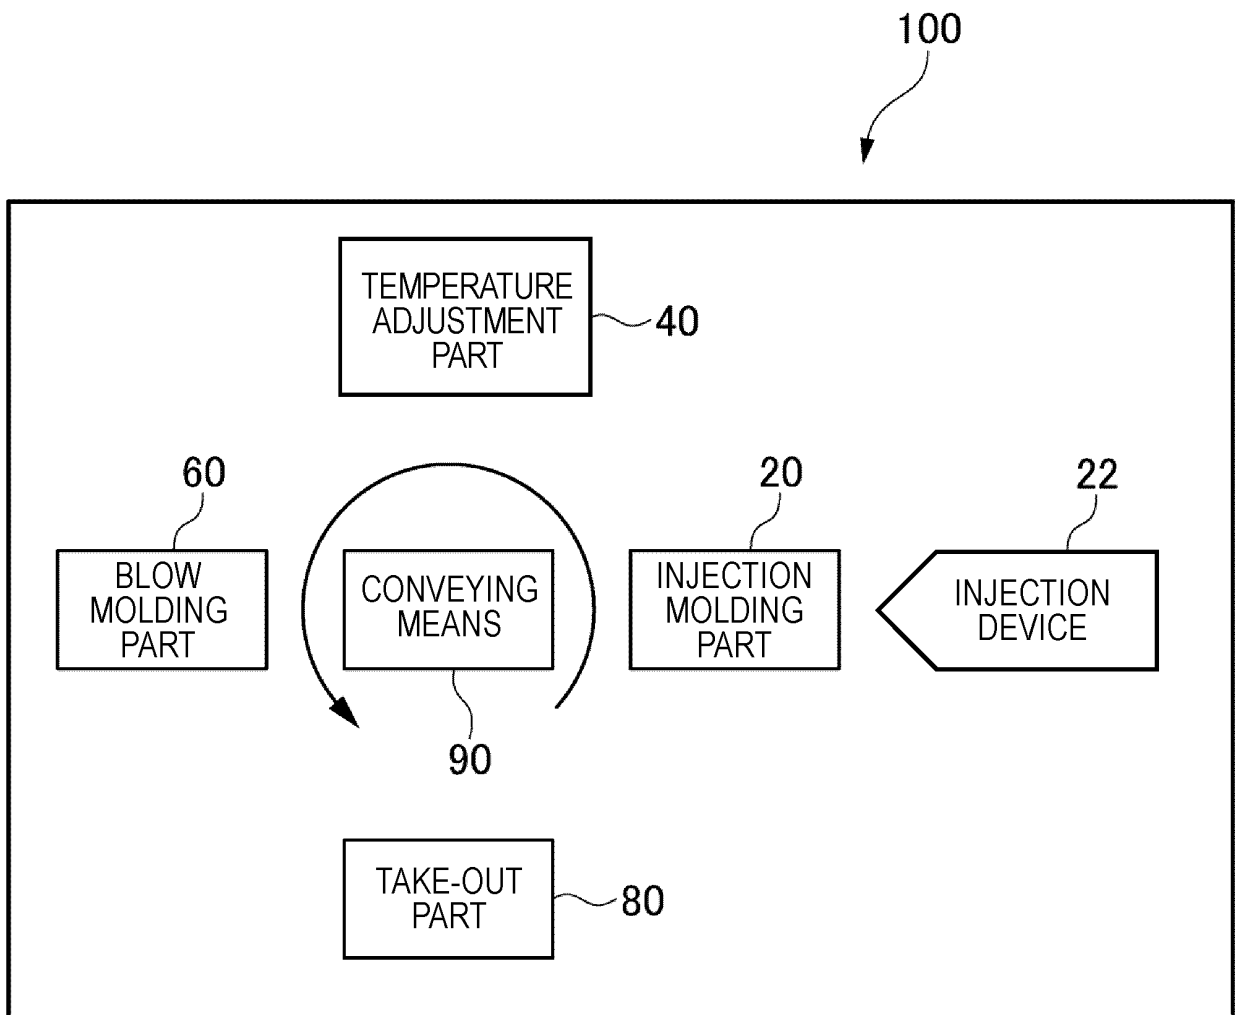 100
TEMPERATURE
ADJUSTMENT
PART
40
60
20
22
BLOW
MOLDING
PART
CONVEYING
MEANS
INJECTION
MOLDING
PART
INJECTION
DEVICE
90
TAKE-OUT
PART
80